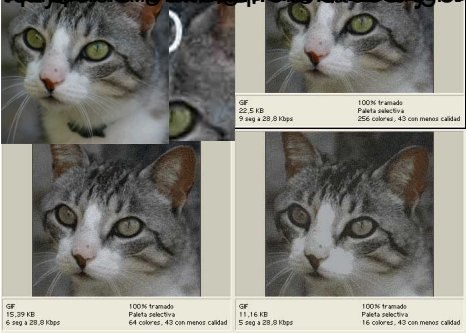 GIF 100% tramado
22,5 KB Paleta selectiva
9 seg a 28,8 Kbps 256 colores, 43 con menos calidad
GIF 100% tramado
15,39 KB Paleta selectiva
6 seg a 28,8 Kbps 64 colores, 43 con menos calidad
GIF 100% tramado
11,16 KB Paleta selectiva
5 seg a 28,8 Kbps 16 colores, 43 con menos calidad